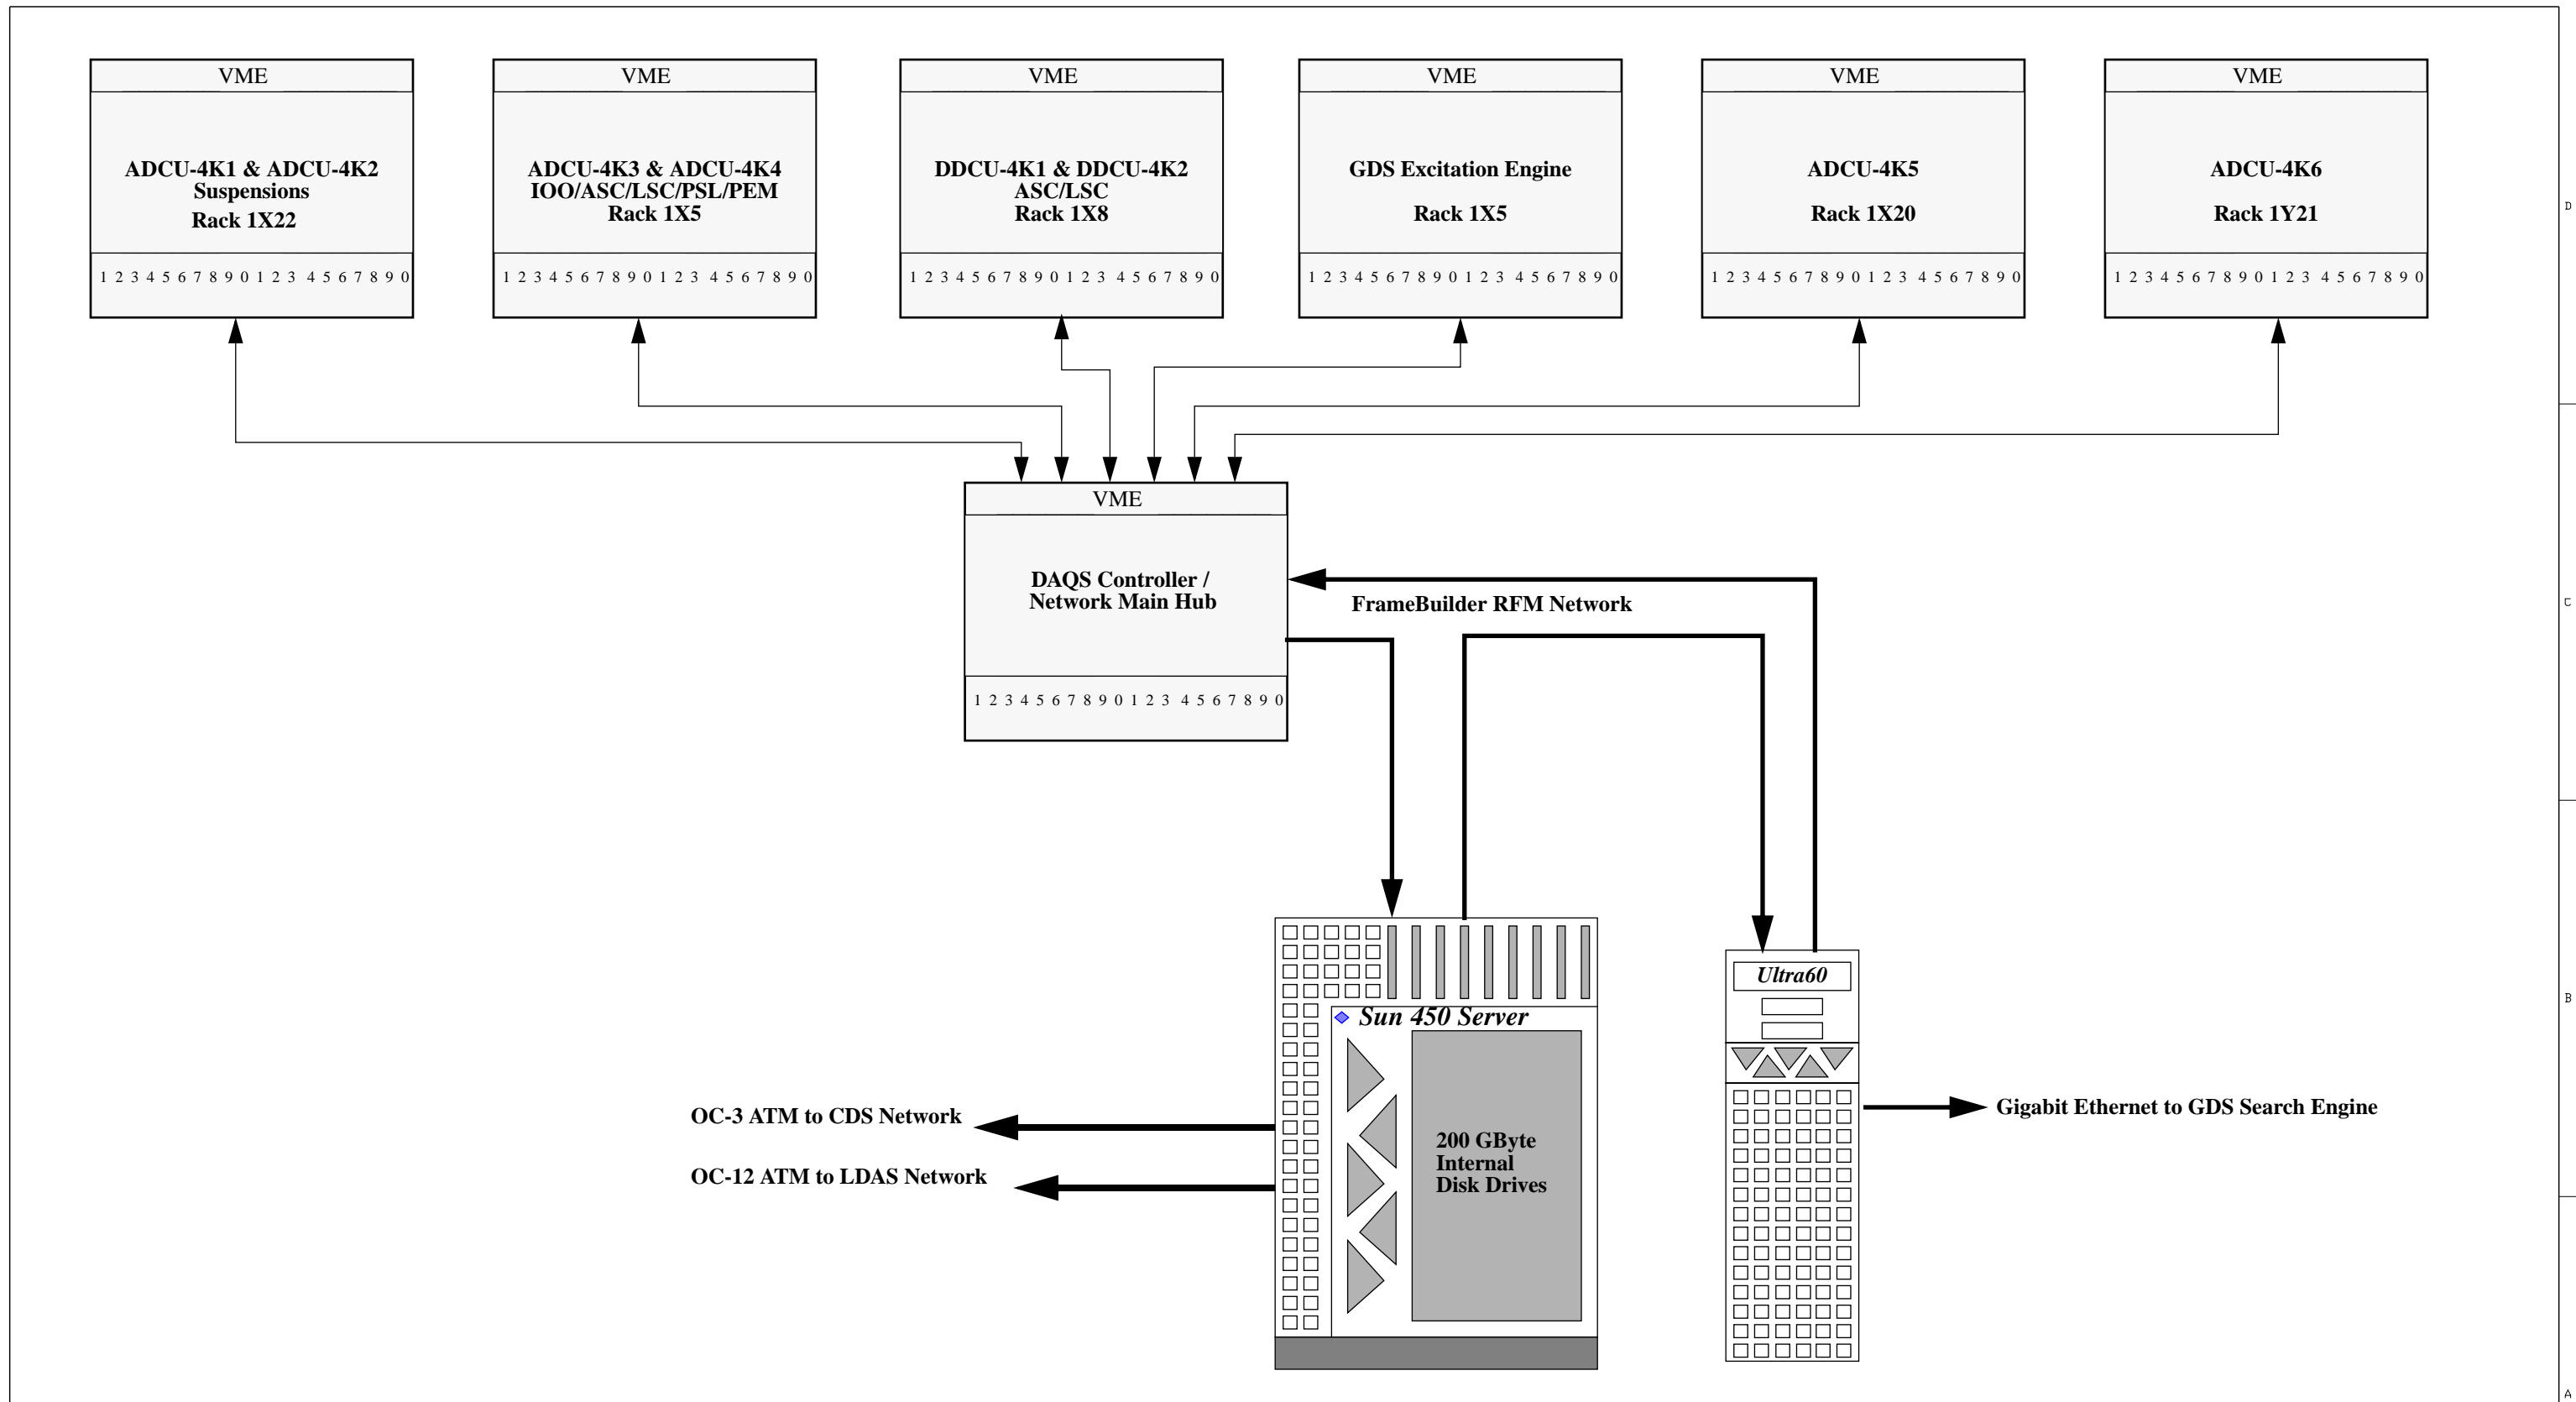 VME
ADCU-4K1 & ADCU-4K2
Suspensions
Rack 1X22
1 2 3 4 5 6 7 8 9 0 1 2 3 4 5 6 7 8 9 0
VME
ADCU-4K3 & ADCU-4K4
IOO/ASC/LSC/PSL/PEM
Rack 1X5
1 2 3 4 5 6 7 8 9 0 1 2 3 4 5 6 7 8 9 0
VME
DDCU-4K1 & DDCU-4K2
ASC/LSC
Rack 1X8
1 2 3 4 5 6 7 8 9 0 1 2 3 4 5 6 7 8 9 0
VME
GDS Excitation Engine
Rack 1X5
1 2 3 4 5 6 7 8 9 0 1 2 3 4 5 6 7 8 9 0
VME
ADCU-4K5
Rack 1X20
1 2 3 4 5 6 7 8 9 0 1 2 3 4 5 6 7 8 9 0
VME
ADCU-4K6
Rack 1Y21
1 2 3 4 5 6 7 8 9 0 1 2 3 4 5 6 7 8 9 0
D
VME
DAQS Controller /
Network Main Hub
1 2 3 4 5 6 7 8 9 0 1 2 3 4 5 6 7 8 9 0
FrameBuilder RFM Network
C
Ultra60
Sun 450 Server
B
200 GByte
Internal
Disk Drives
OC-3 ATM to CDS Network
OC-12 ATM to LDAS Network
Gigabit Ethernet to GDS Search Engine
A